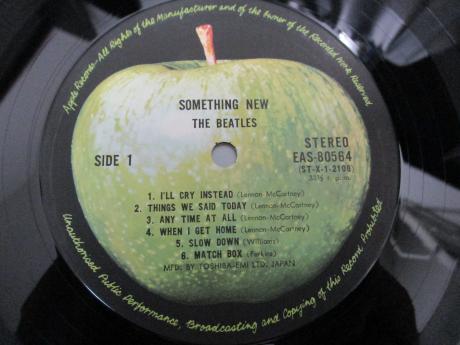 Apple Records-All Rights of the Manufacturer and of the Owner of the Recorded Work Reserved
SOMETHING NEW
THE BEATLES
SIDE 1
STEREO
EAS-80564
(ST-X-1-2108)
33⅓ r.p.m.
1. I'LL CRY INSTEAD (Lennon-McCartney)
2. THINGS WE SAID TODAY (Lennon-McCartney)
3. ANY TIME AT ALL (Lennon-McCartney)
4. WHEN I GET HOME (Lennon-McCartney)
5. SLOW DOWN (Williams)
6. MATCH BOX (Perkins)
MFD. BY TOSHIBA-EMI LTD. JAPAN
Unauthorised Public Performance, Broadcasting and Copying of this Record Prohibited